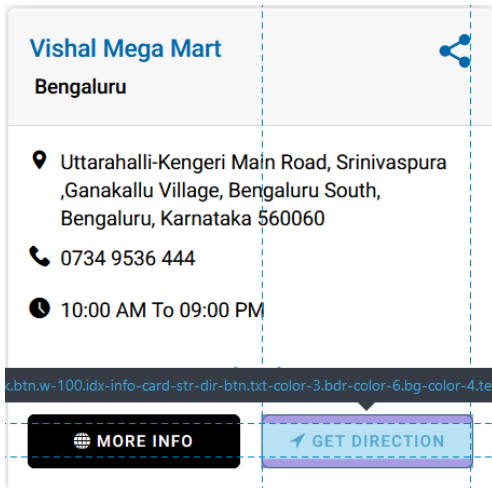 Vishal Mega Mart
Bengaluru
Uttarahalli-Kengeri Main Road, Srinivaspura
,Ganakallu Village, Bengaluru South,
Bengaluru, Karnataka 560060
0734 9536 444
10:00 AM To 09:00 PM
k.btn.w-100.idx-info-card-str-dir-btn.txt-color-3.bdr-color-6.bg-color-4.te
MORE INFO
GET DIRECTION